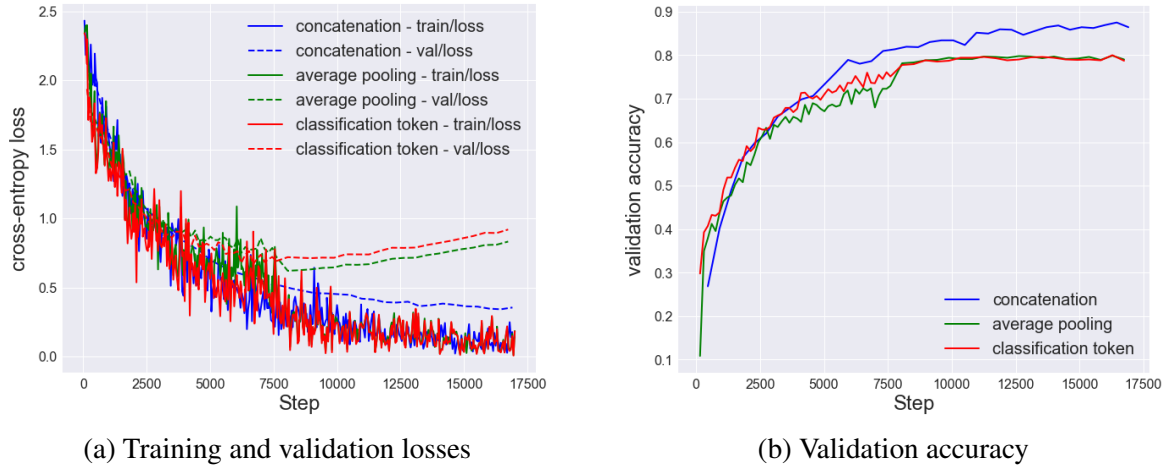 2.5
2.0
1.5
1.0
0.5
0.0
cross-entropy loss
concatenation - train/loss
concatenation - val/loss
average pooling - train/loss
average pooling - val/loss
classification token - train/loss
classification token - val/loss
0 2500 5000 7500 10000 12500 15000 17500
Step
(a) Training and validation losses
0.9
0.8
0.7
0.6
0.5
0.4
0.3
0.2
0.1
validation accuracy
concatenation
average pooling
classification token
0 2500 5000 7500 10000 12500 15000 17500
Step
(b) Validation accuracy